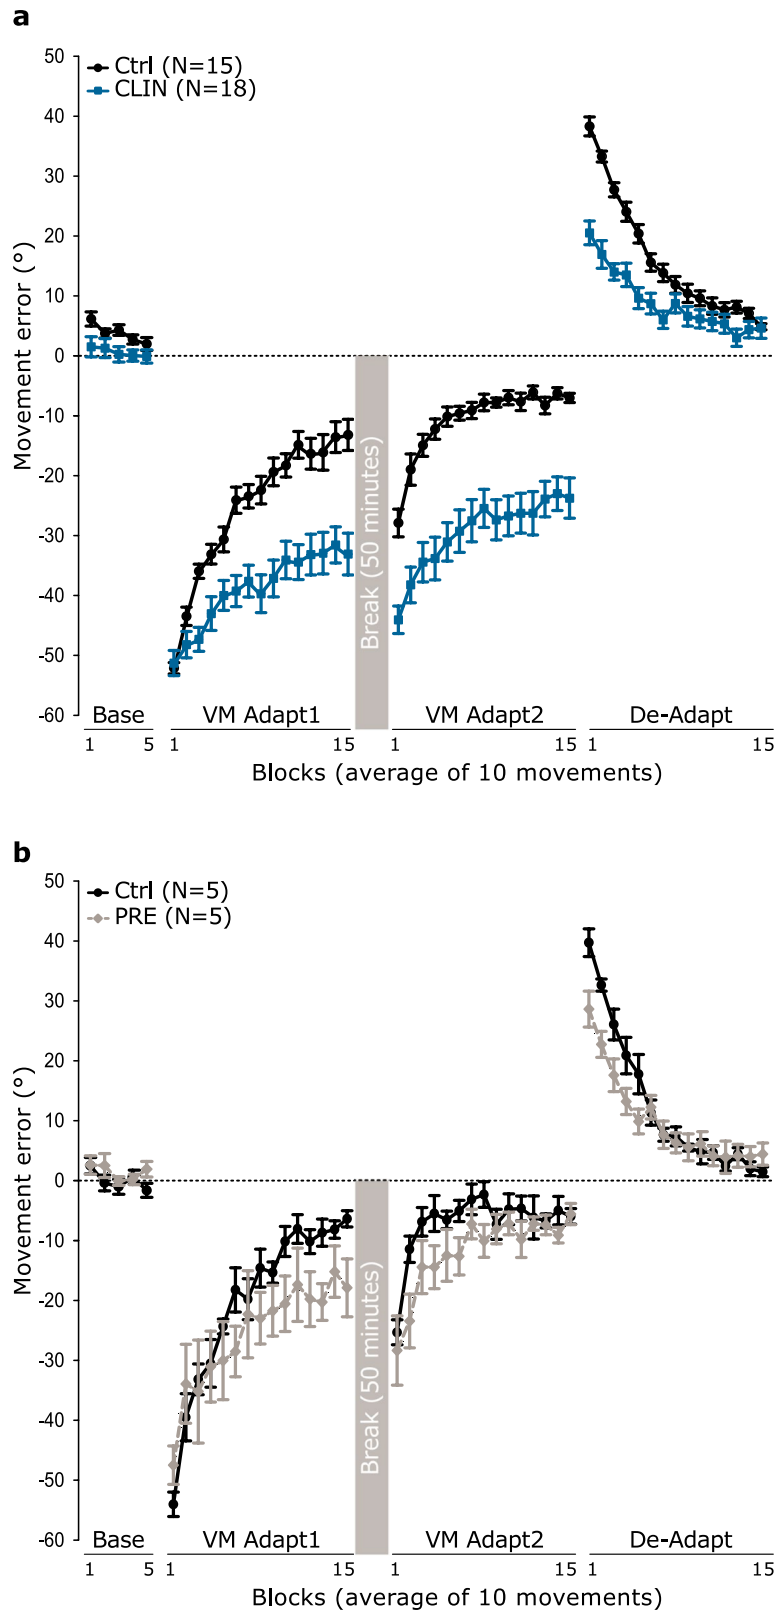 a
50
Ctrl (N=15)
CLIN (N=18)
40
30
20
10
0
-10
-20
-30
-40
-50
-60
Movement error (°)
Break (50 minutes)
Base VM Adapt1 VM Adapt2 De-Adapt
1 5 1 15 1 15 1 15
Blocks (average of 10 movements)
b
50
Ctrl (N=5)
PRE (N=5)
40
30
20
10
0
-10
-20
-30
-40
-50
-60
Movement error (°)
Break (50 minutes)
Base VM Adapt1 VM Adapt2 De-Adapt
1 5 1 15 1 15 1 15
Blocks (average of 10 movements)